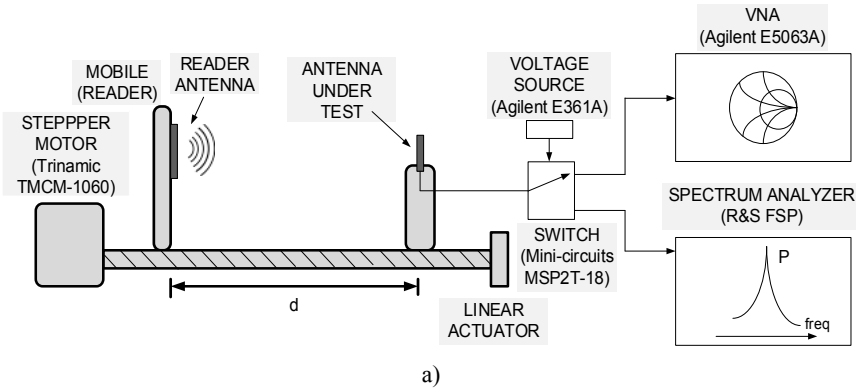 VNA
(Agilent E5063A)
VOLTAGE
SOURCE
(Agilent E361A)
READER
ANTENNA
ANTENNA
UNDER
TEST
MOBILE
(READER)
STEPPPER
MOTOR
(Trinamic
TMCM-1060)
SPECTRUM ANALYZER
(R&S FSP)
SWITCH
(Mini-circuits
MSP2T-18)
P
freq
d
LINEAR
ACTUATOR
a)